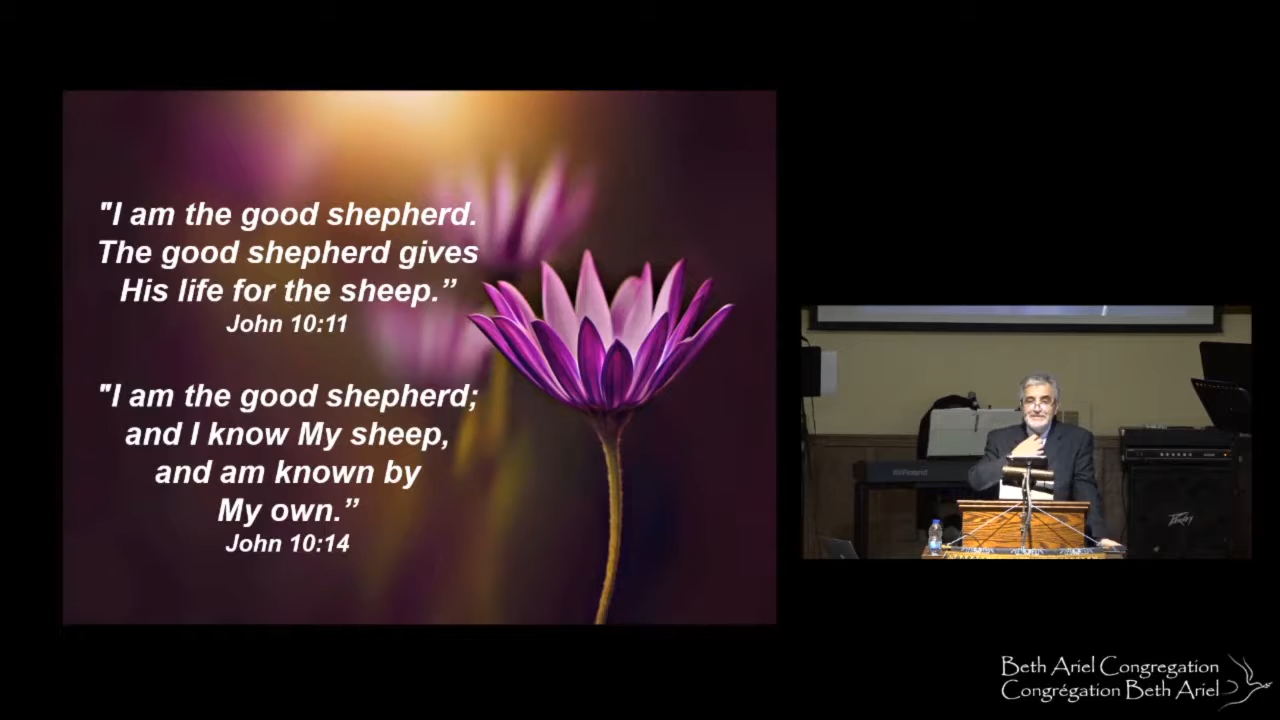 "I am the good shepherd.
The good shepherd gives
His life for the sheep.”
John 10:11
"I am the good shepherd;
and I know My sheep,
and am known by
My own.”
John 10:14
Roland
Peavey
Beth Ariel Congregation
Congrégation Beth Ariel